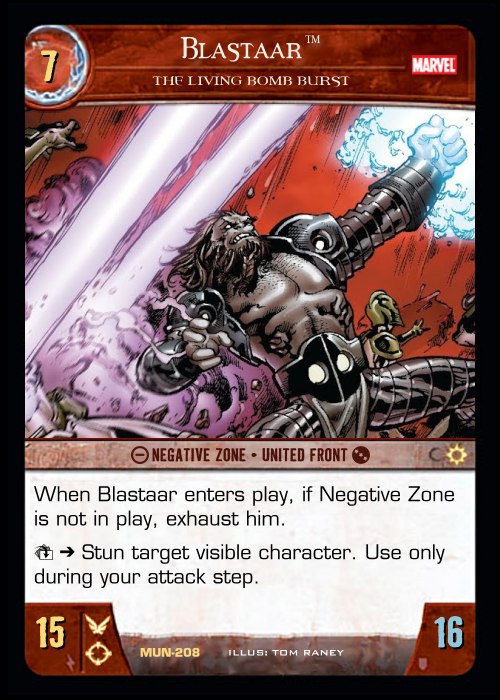 7
BLASTAAR™
THE LIVING BOMB BURST
MARVEL
NEGATIVE ZONE • UNITED FRONT
C
When Blastaar enters play, if Negative Zone
is not in play, exhaust him.
➔ Stun target visible character. Use only
during your attack step.
15
MUN-208 ILLUS: TOM RANEY
16